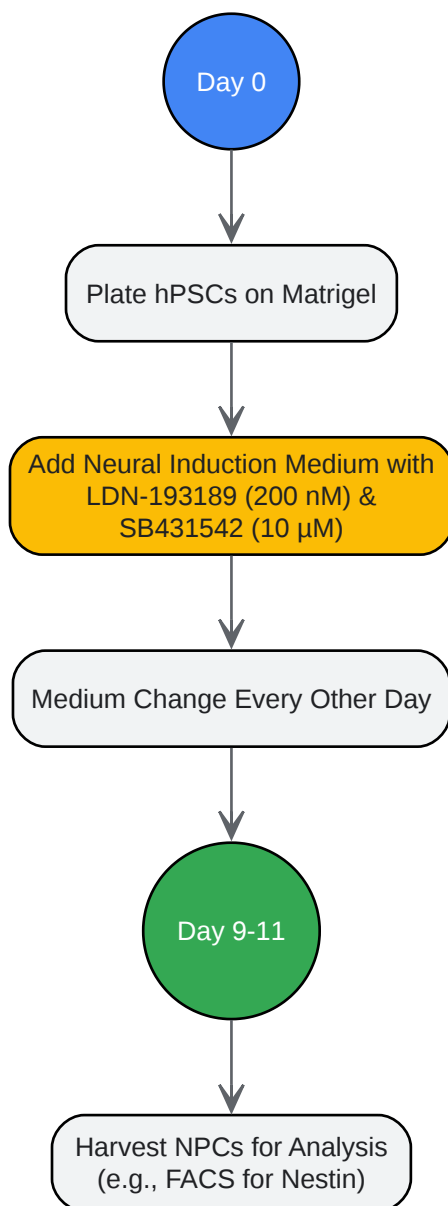 Day 0
Plate hPSCs on Matrigel
Add Neural Induction Medium with
LDN-193189 (200 nM) &
SB431542 (10 µM)
Medium Change Every Other Day
Day 9-11
Harvest NPCs for Analysis
(e.g., FACS for Nestin)